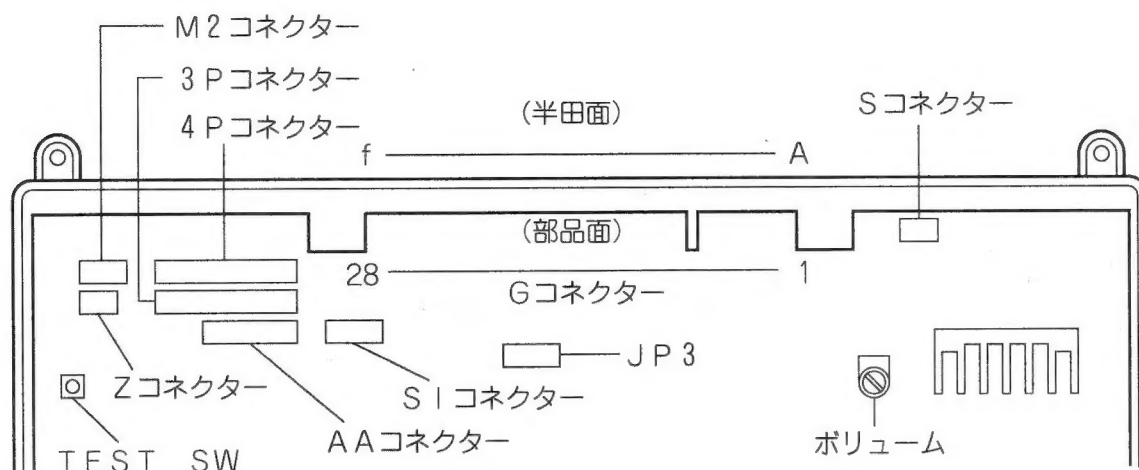 M2コネクター
3Pコネクター
4Pコネクター
(半田面)
Sコネクター
f A
(部品面)
28 1
Gコネクター
JP3
Zコネクター
SIコネクター
AAコネクター
ボリューム
TEST SW